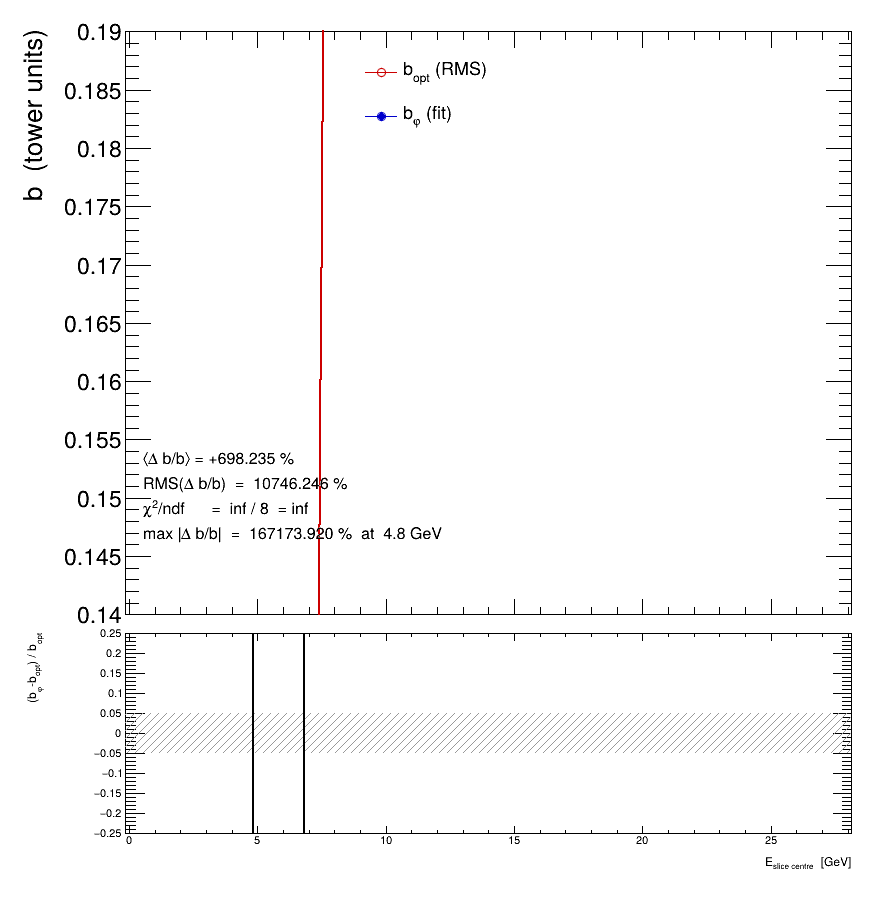 b (tower units)
0.19
0.185
0.18
0.175
0.17
0.165
0.16
0.155
0.15
0.145
0.14
b_opt (RMS)
b_φ (fit)
⟨Δ b/b⟩ = +698.235 %
RMS(Δ b/b) = 10746.246 %
χ²/ndf = inf / 8 = inf
max |Δ b/b| = 167173.920 % at 4.8 GeV
(b_φ-b_opt) / b_opt
0.25
0.2
0.15
0.1
0.05
0
−0.05
−0.1
−0.15
−0.2
−0.25
0 5 10 15 20 25
E_slice centre [GeV]